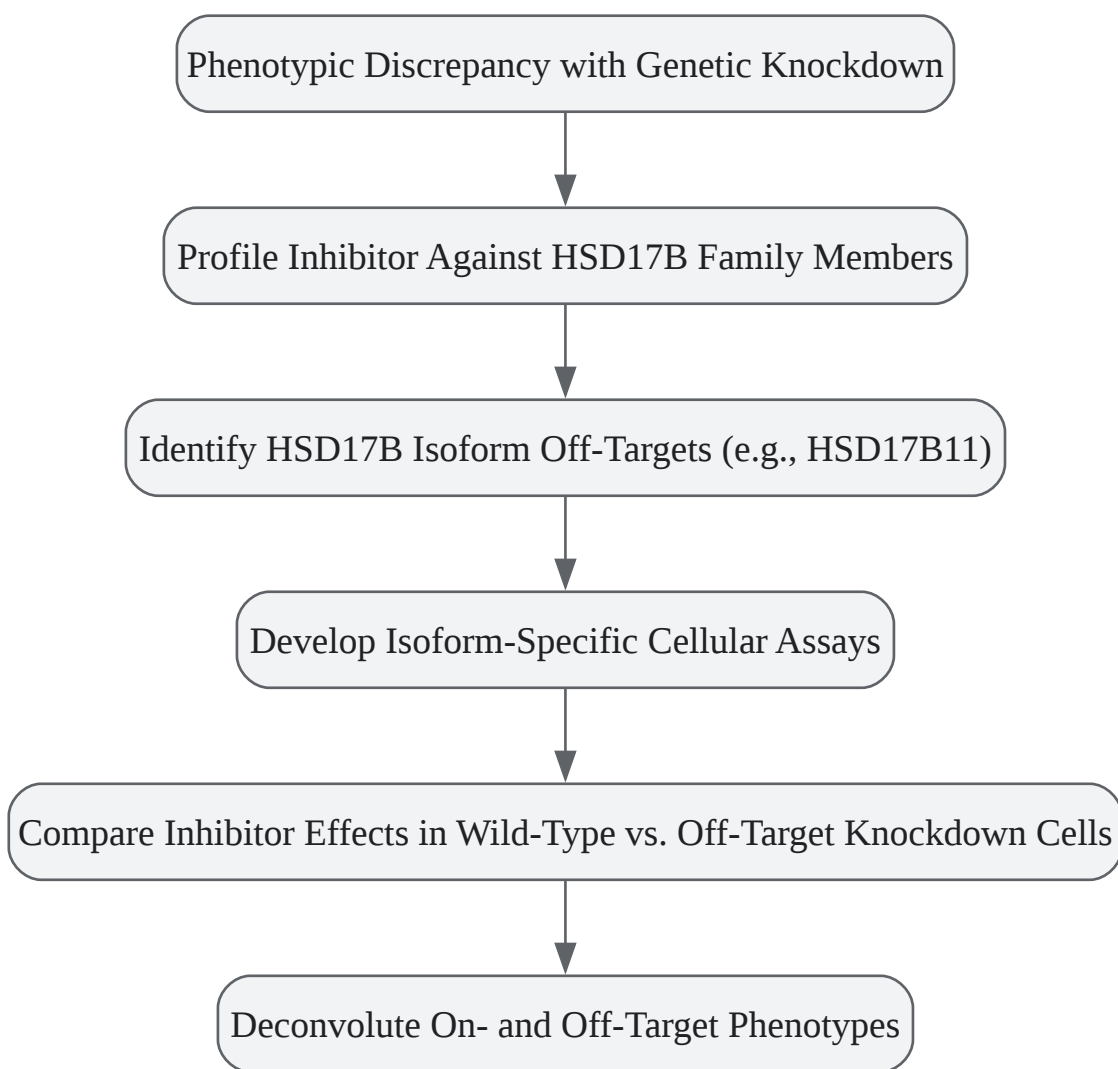 Phenotypic Discrepancy with Genetic Knockdown
Profile Inhibitor Against HSD17B Family Members
Identify HSD17B Isoform Off-Targets (e.g., HSD17B11)
Develop Isoform-Specific Cellular Assays
Compare Inhibitor Effects in Wild-Type vs. Off-Target Knockdown Cells
Deconvolute On- and Off-Target Phenotypes